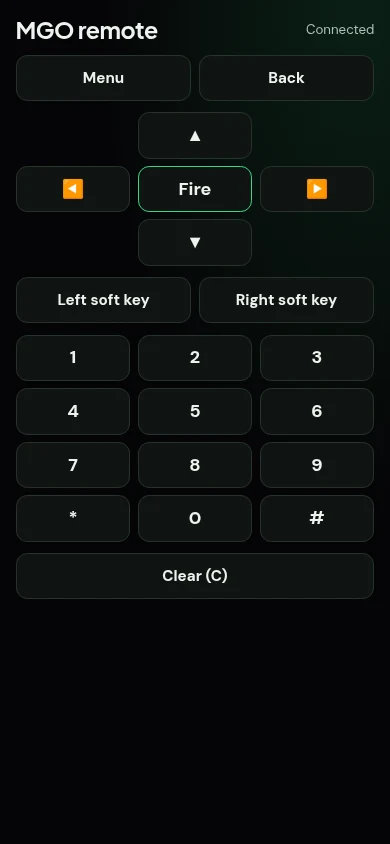 MGO remote Connected
Menu Back
▲
◀️ Fire ▶️
▼
Left soft key Right soft key
1 2 3
4 5 6
7 8 9
* 0 #
Clear (C)